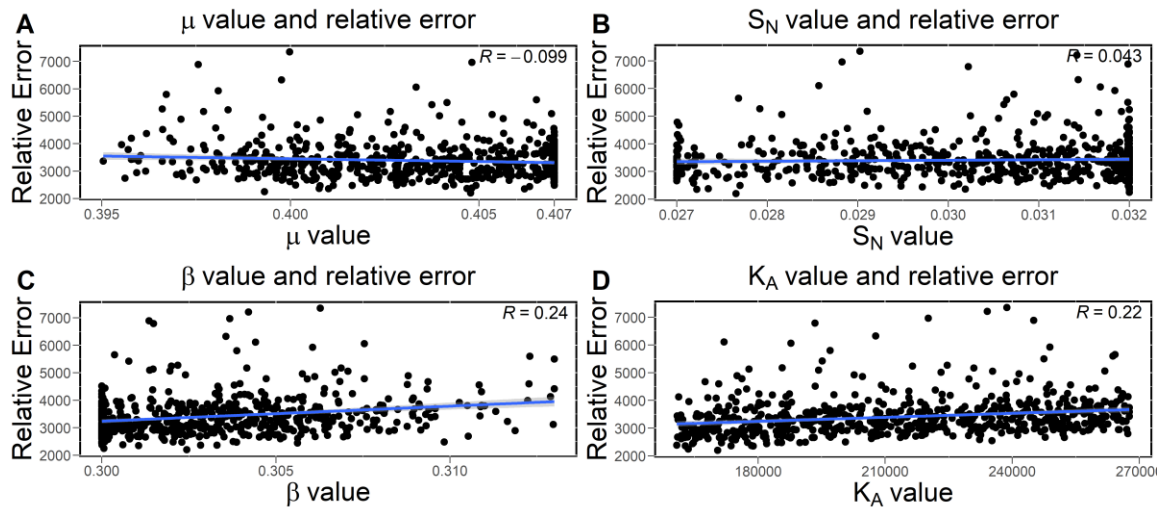 A
μ value and relative error
R = −0.099
Relative Error
7000
6000
5000
4000
3000
2000
0.395
0.400
0.405
0.407
μ value
B
S_N value and relative error
R = 0.043
Relative Error
7000
6000
5000
4000
3000
2000
0.027
0.028
0.029
0.030
0.031
0.032
S_N value
C
β value and relative error
R = 0.24
Relative Error
7000
6000
5000
4000
3000
2000
0.300
0.305
0.310
β value
D
K_A value and relative error
R = 0.22
Relative Error
7000
6000
5000
4000
3000
2000
180000
210000
240000
270000
K_A value